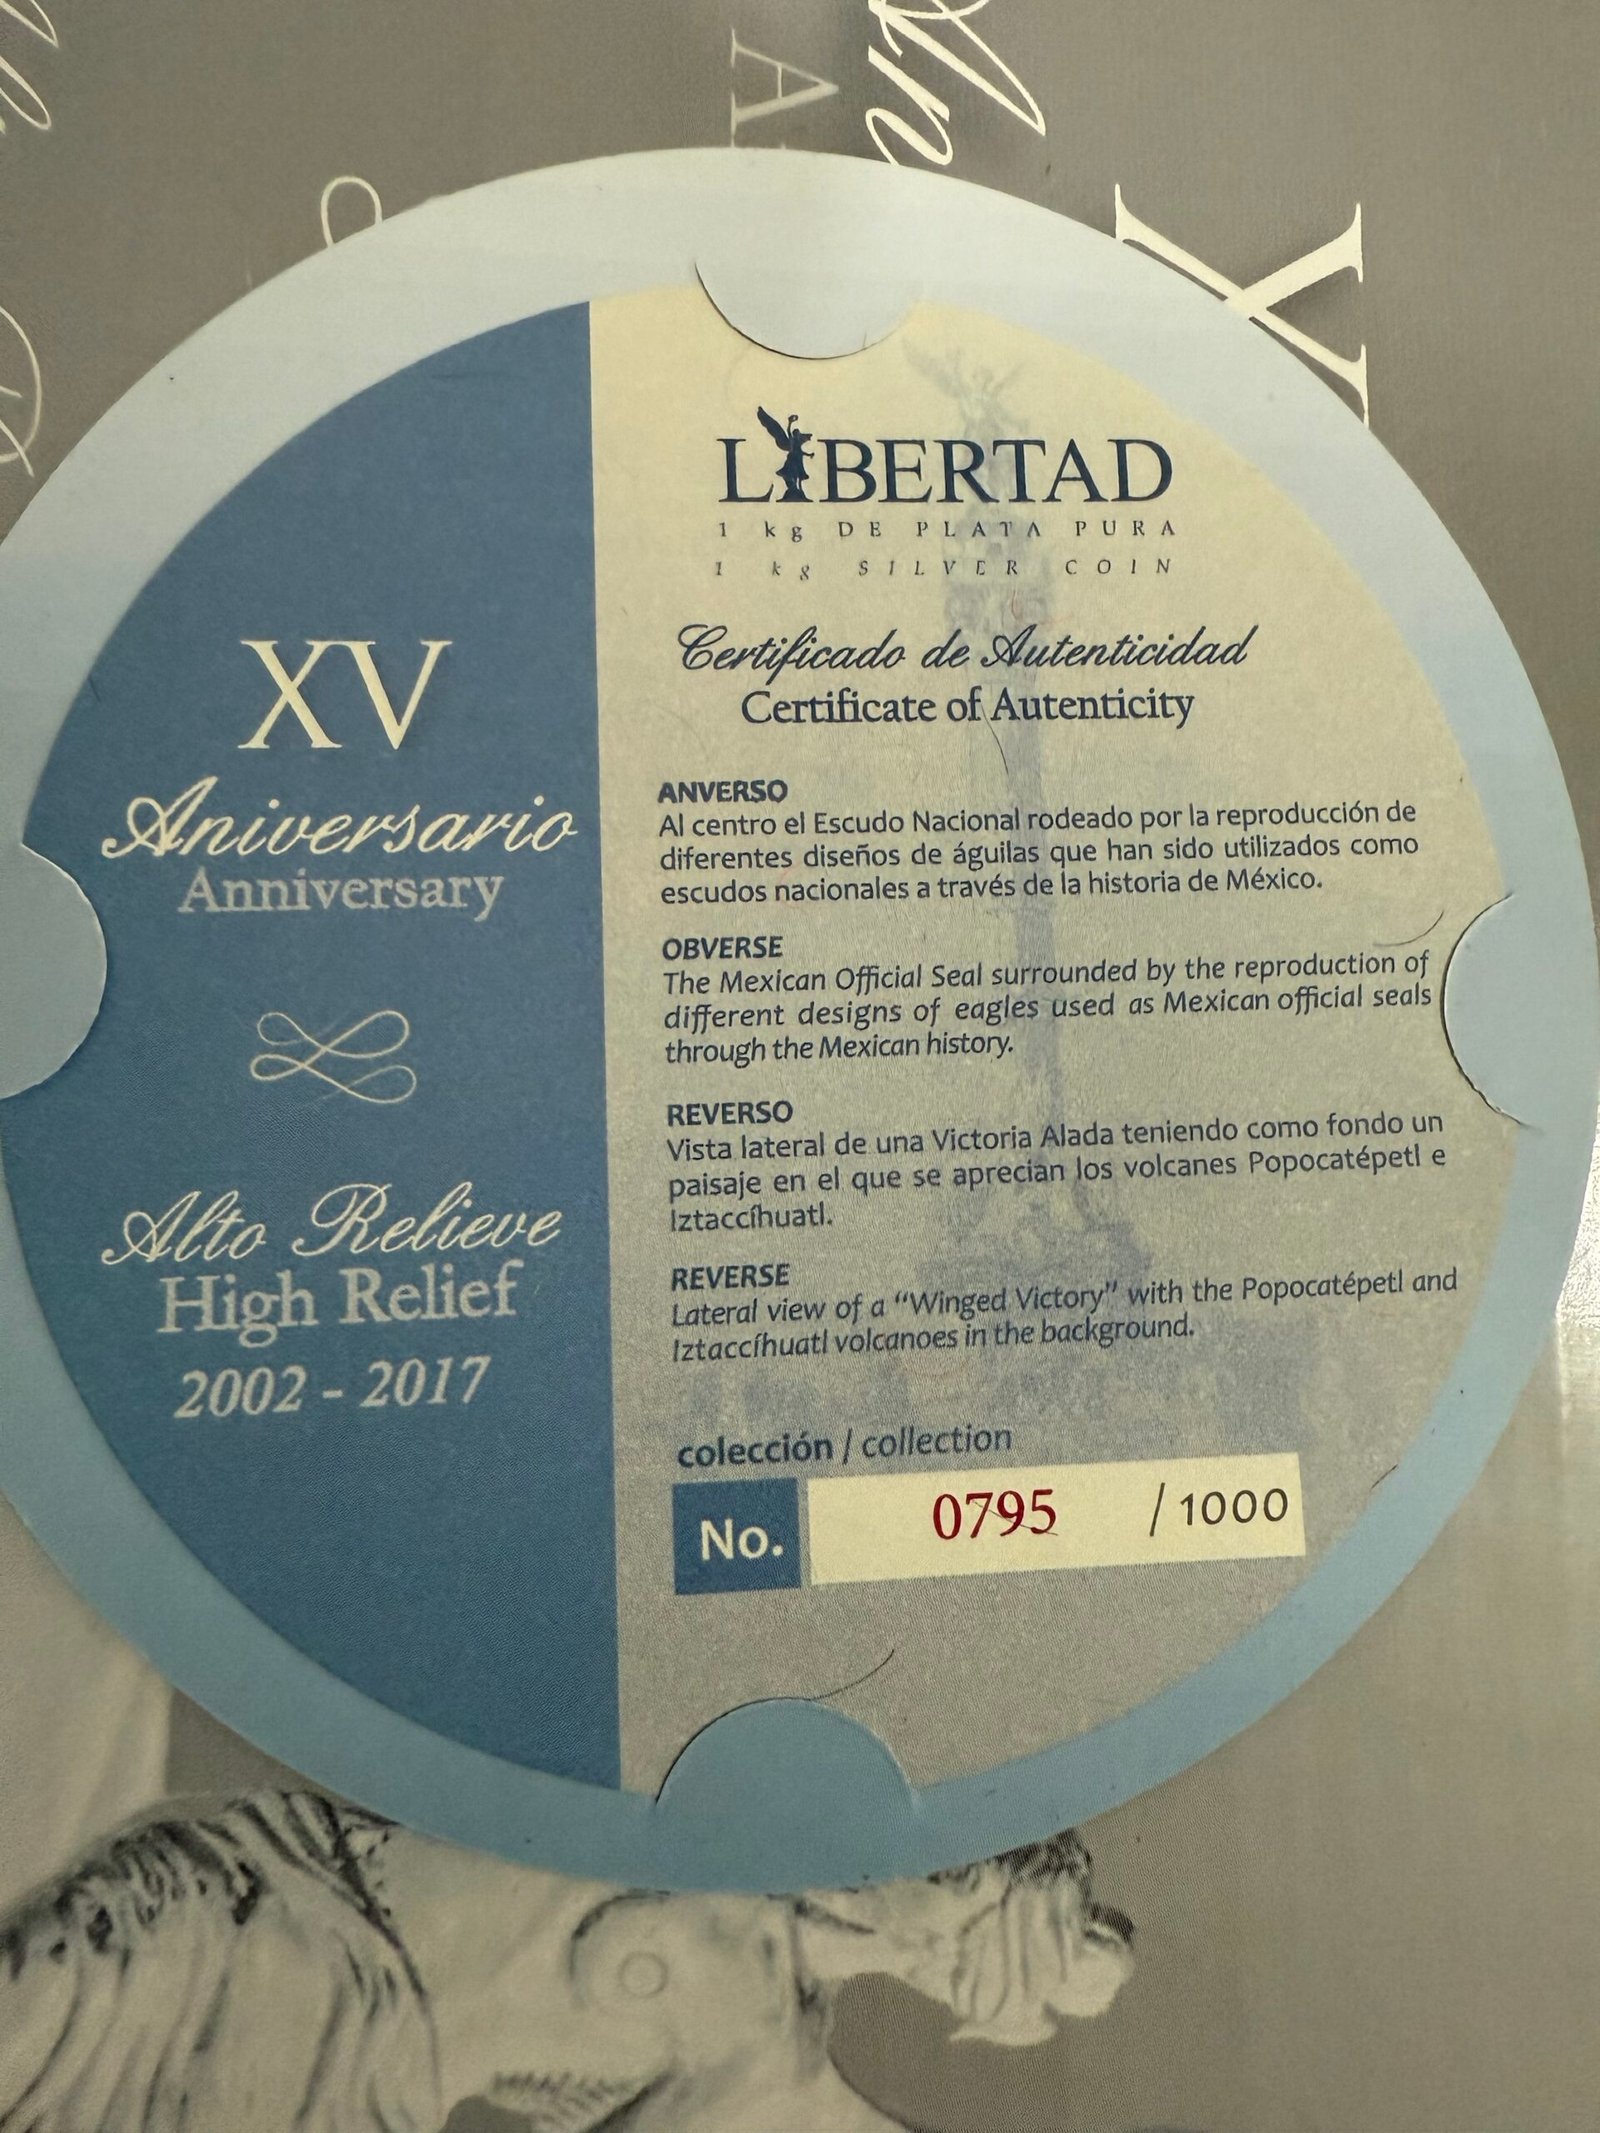 XV
Aniversario
Anniversary
Alto Relieve
High Relief
2002 - 2017
LIBERTAD
1 kg DE PLATA PURA
1 kg SILVER COIN
Certificado de Autenticidad
Certificate of Autenticity
ANVERSO
Al centro el Escudo Nacional rodeado por la reproducción de
diferentes diseños de águilas que han sido utilizados como
escudos nacionales a través de la historia de México.
OBVERSE
The Mexican Official Seal surrounded by the reproduction of
different designs of eagles used as Mexican official seals
through the Mexican history.
REVERSO
Vista lateral de una Victoria Alada teniendo como fondo un
paisaje en el que se aprecian los volcanes Popocatépetl e
Iztaccíhuatl.
REVERSE
Lateral view of a “Winged Victory” with the Popocatépetl and
Iztaccíhuatl volcanoes in the background.
colección / collection
No. 0795 / 1000